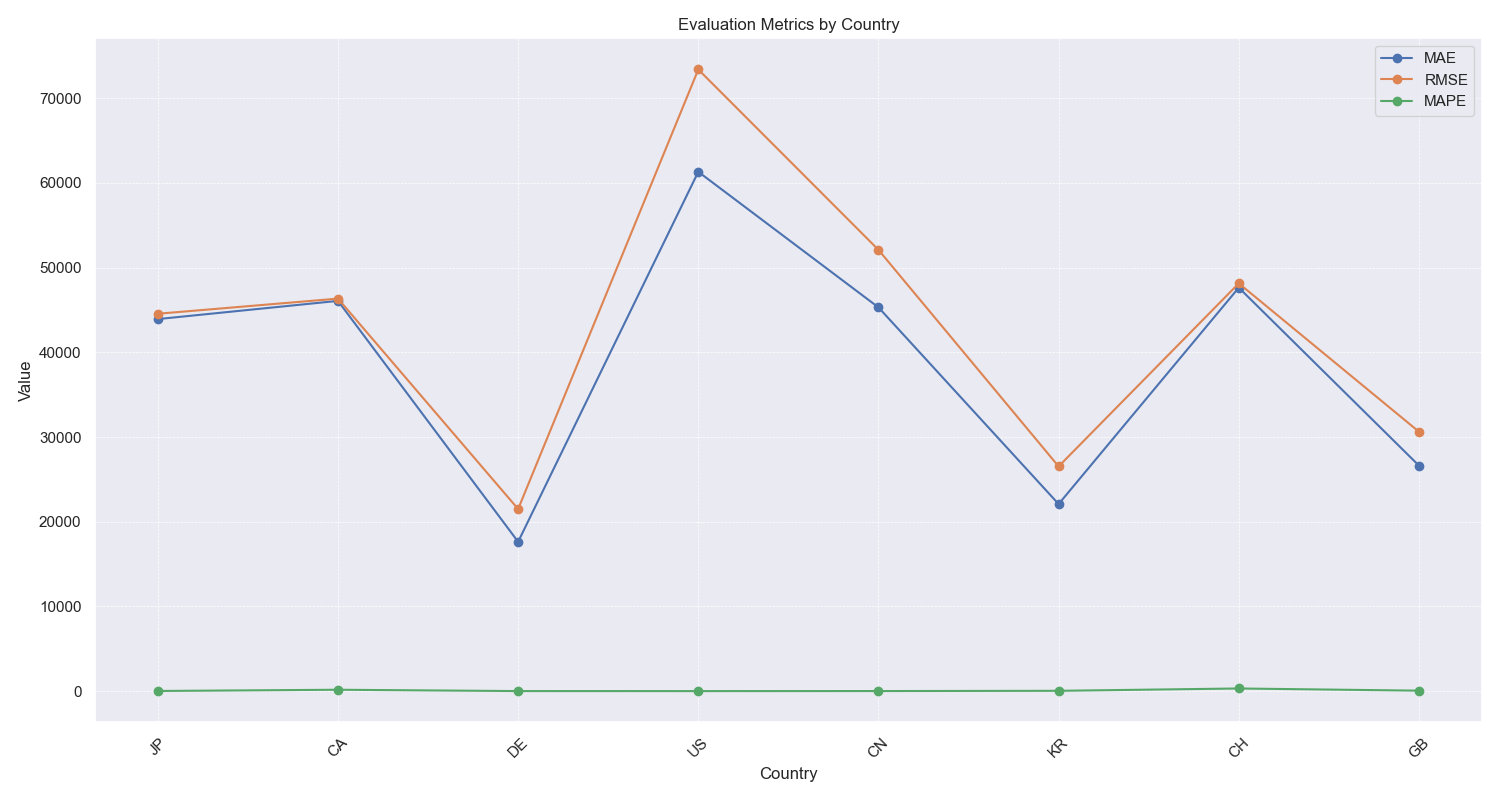 Evaluation Metrics by Country
MAE
RMSE
MAPE
70000
60000
50000
40000
30000
20000
10000
0
Value
JP
CA
DE
US
CN
KR
CH
GB
Country